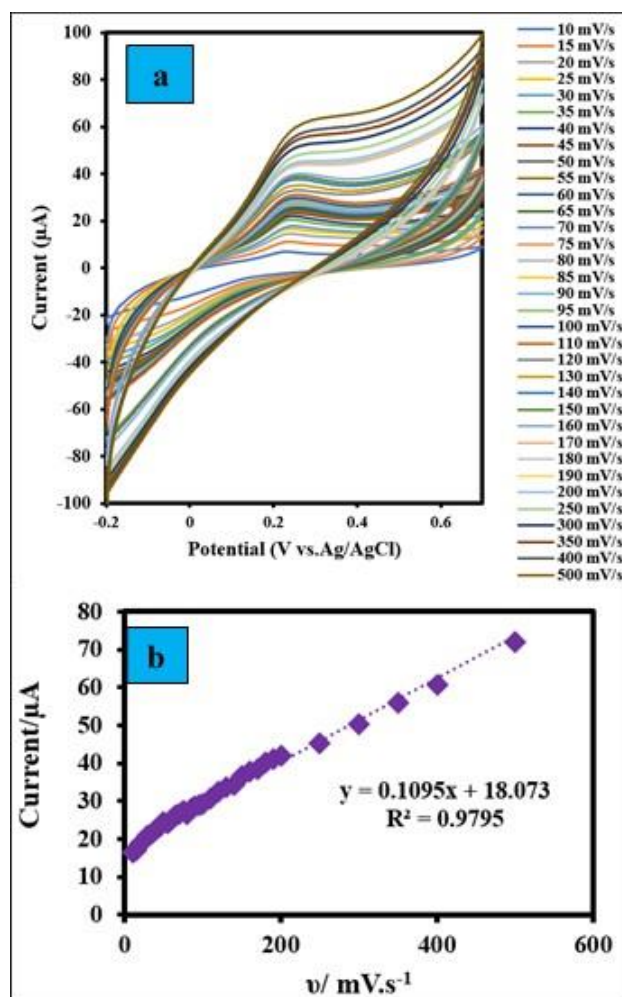 a
100
80
60
40
20
0
-20
-40
-60
-80
-100
Current (µA)
-0.2
0
0.2
0.4
0.6
Potential (V vs.Ag/AgCl)
10 mV/s
15 mV/s
20 mV/s
25 mV/s
30 mV/s
35 mV/s
40 mV/s
45 mV/s
50 mV/s
55 mV/s
60 mV/s
65 mV/s
70 mV/s
75 mV/s
80 mV/s
85 mV/s
90 mV/s
95 mV/s
100 mV/s
110 mV/s
120 mV/s
130 mV/s
140 mV/s
150 mV/s
160 mV/s
170 mV/s
180 mV/s
190 mV/s
200 mV/s
250 mV/s
300 mV/s
350 mV/s
400 mV/s
500 mV/s
b
80
70
60
50
40
30
20
10
0
Current/µA
y = 0.1095x + 18.073
R² = 0.9795
0
200
400
600
υ/ mV.s⁻¹